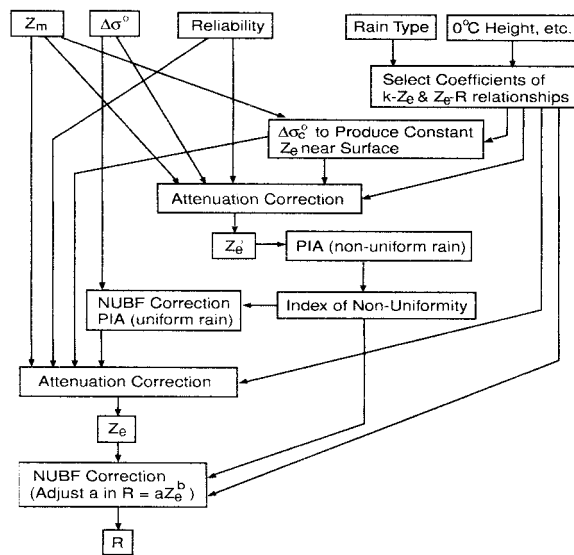 Zm
Δσ°
Reliability
Rain Type
0°C Height, etc.
Select Coefficients of
k-Ze & Ze-R relationships
Δσc° to Produce Constant
Ze near Surface
Attenuation Correction
Ze'
PIA (non-uniform rain)
NUBF Correction
PIA (uniform rain)
Index of Non-Uniformity
Attenuation Correction
Ze
NUBF Correction
(Adjust a in R = aZe^b)
R